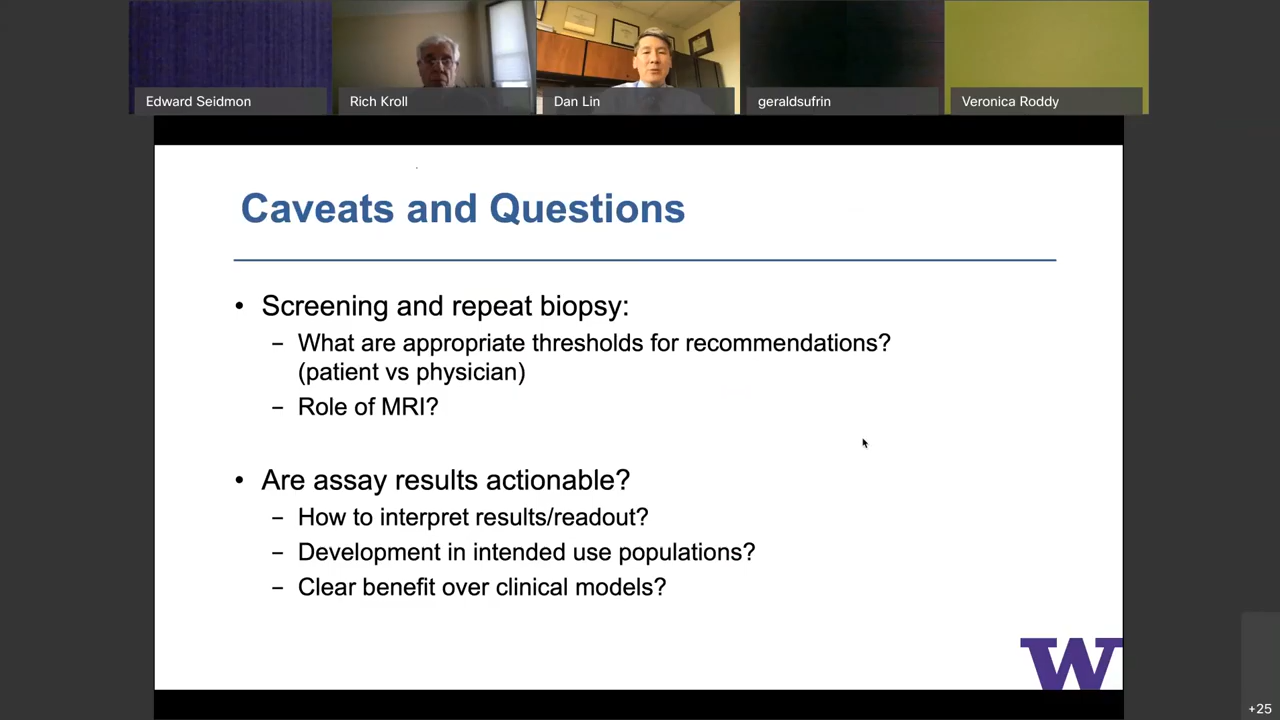 Edward Seidmon
Rich Kroll
Dan Lin
geraldsufrin
Veronica Roddy
Caveats and Questions
• Screening and repeat biopsy:
– What are appropriate thresholds for recommendations?
(patient vs physician)
– Role of MRI?
• Are assay results actionable?
– How to interpret results/readout?
– Development in intended use populations?
– Clear benefit over clinical models?
W
+25